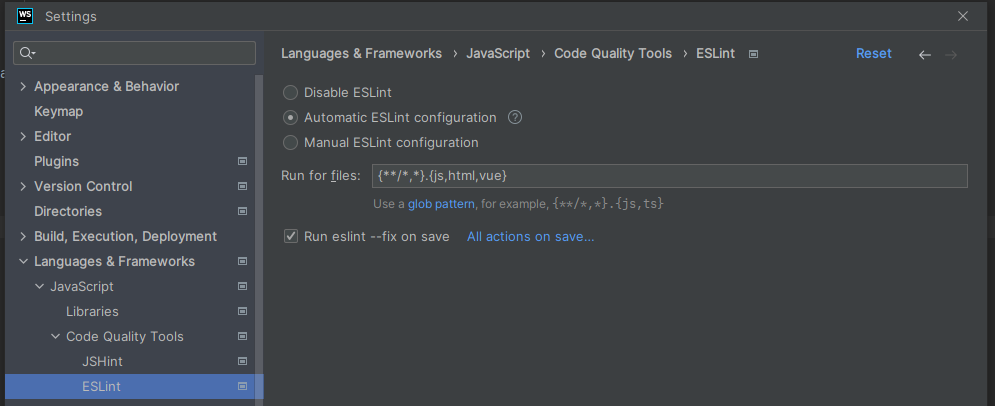 WS Settings
Languages & Frameworks › JavaScript › Code Quality Tools › ESLint Reset
Appearance & Behavior
Keymap
Editor
Plugins
Version Control
Directories
Build, Execution, Deployment
Languages & Frameworks
JavaScript
Libraries
Code Quality Tools
JSHint
ESLint
Disable ESLint
Automatic ESLint configuration ?
Manual ESLint configuration
Run for files: {**/*,*}.{js,html,vue}
Use a glob pattern, for example, {**/*,*}.{js,ts}
Run eslint --fix on save All actions on save...